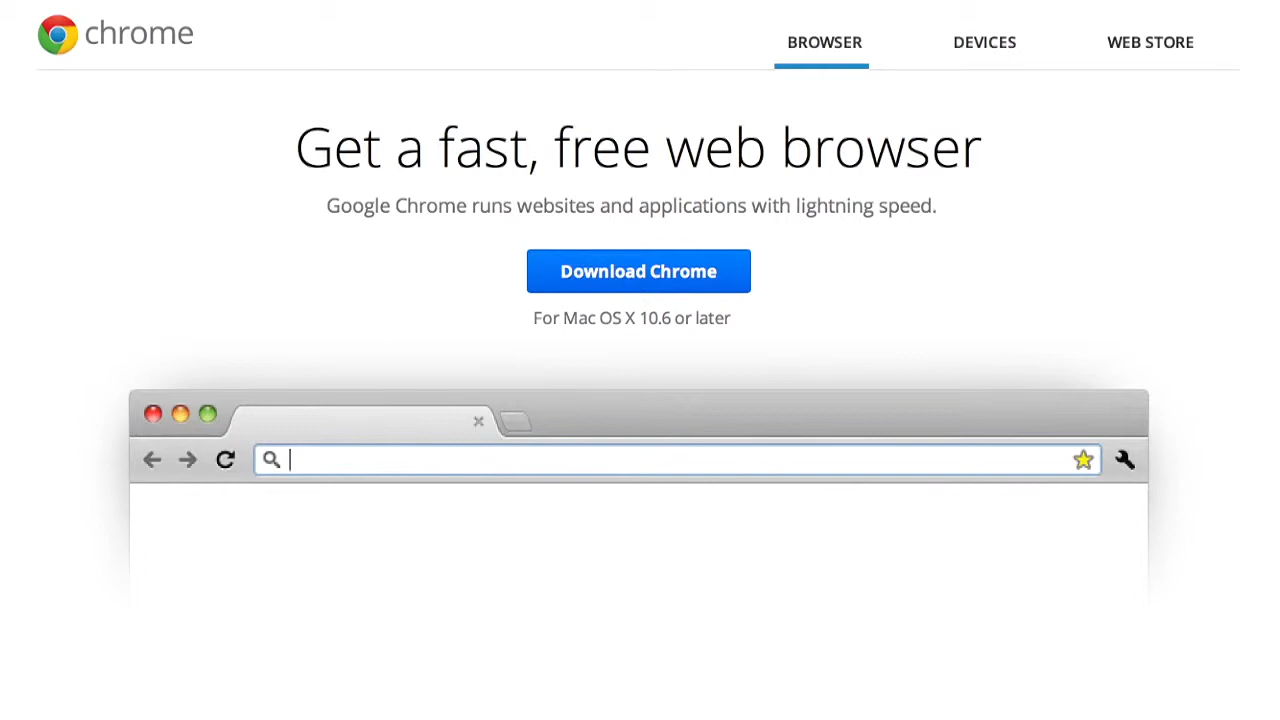 chrome
BROWSER DEVICES WEB STORE
Get a fast, free web browser
Google Chrome runs websites and applications with lightning speed.
Download Chrome
For Mac OS X 10.6 or later